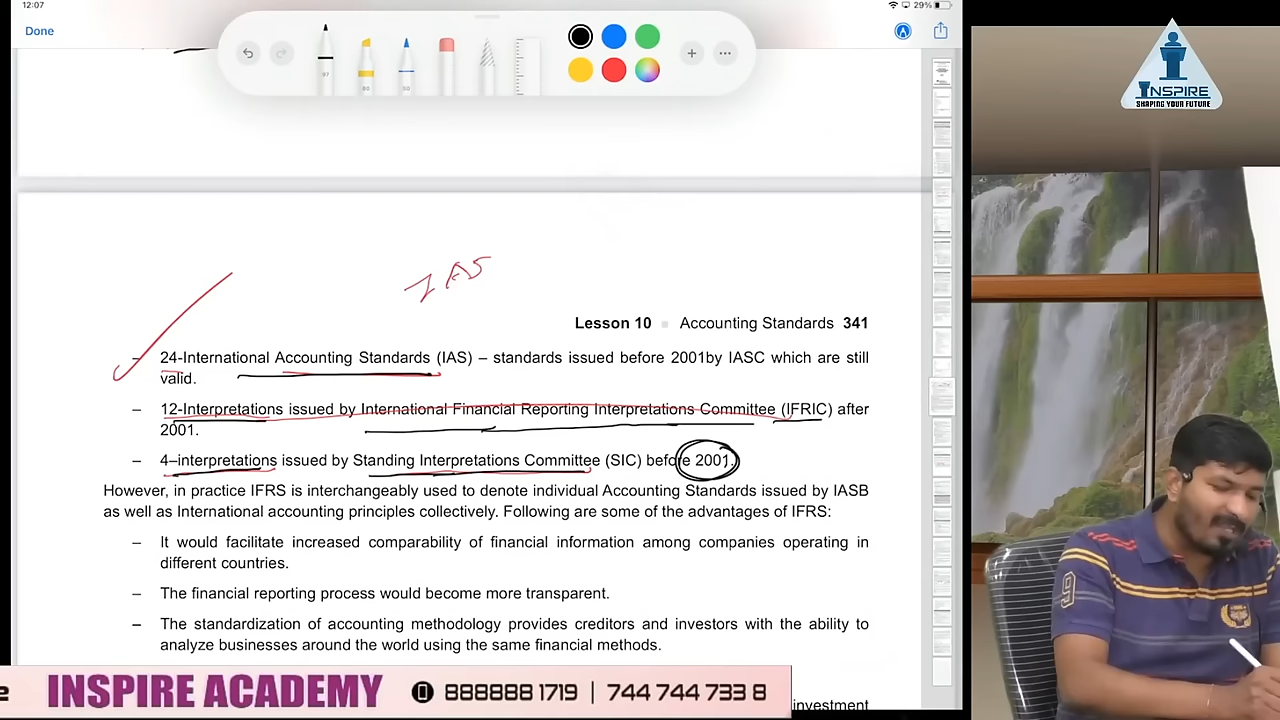 12:07
29%
Done
97
80
50
INSPIRE
SHAPING YOUR FUTURE
IAS
Lesson 10 Accounting Standards 341
– 24-International Accounting Standards (IAS) – standards issued before 2001by IASC which are still
valid.
– 12-Interpretations issued by International Financial Reporting Interpretations Committee (IFRIC) after
2001.
– 4–interpretations issued by Standing Interpretations Committee (SIC) before 2001.
However, in practice IFRS is interchangeably used to denote individual Accounting Standards issued by IASB
as well as International accounting principles collectively. Following are some of the advantages of IFRS:
– It would facilitate increased comparability of financial information among companies operating in
different countries.
– The financial reporting process would become more transparent.
– The standardization of accounting methodology provides creditors and investors with the ability to
analyze businesses around the world using the same financial methods.
investment
9
INSPIRE ACADEMY 888888 1719 | 744 744 733 8